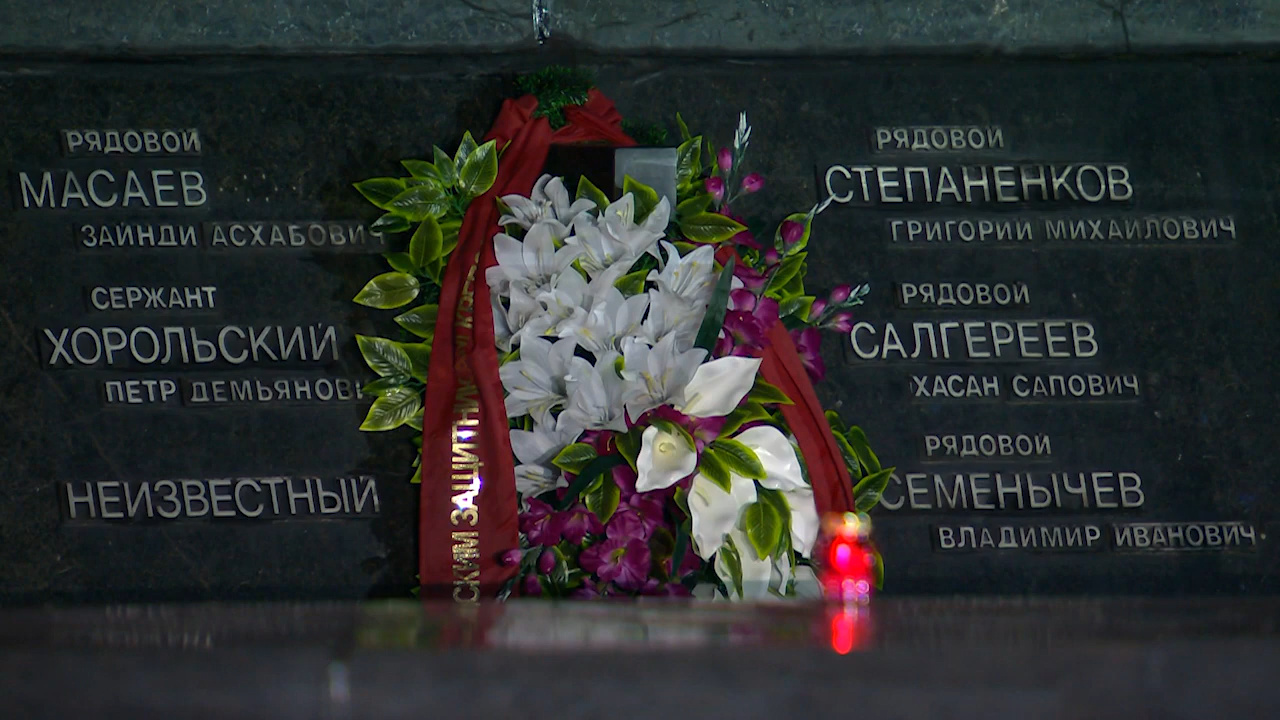 РЯДОВОЙ
МАСАЕВ
ЗАЙНДИ АСХАБОВИЧ
СЕРЖАНТ
ХОРОЛЬСКИЙ
ПЕТР ДЕМЬЯНОВИ
НЕИЗВЕСТНЫЙ
СКИМ ЗАЩИТНИ
РЯДОВОЙ
СТЕПАНЕНКОВ
ГРИГОРИЙ МИХАЙЛОВИЧ
РЯДОВОЙ
САЛГЕРЕЕВ
ХАСАН САПОВИЧ
РЯДОВОЙ
СЕМЕНЫЧЕВ
ВЛАДИМИР ИВАНОВИЧ